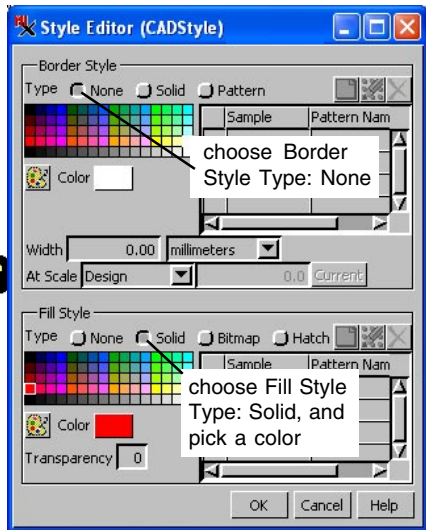 Style Editor (CADStyle)
Border Style
Type None Solid Pattern
Sample Pattern Nam
choose Border
Style Type: None
Color
Width 0.00 millimeters
At Scale Design 0.0 Current
Fill Style
Type None Solid Bitmap Hatch
Sample Pattern Nam
choose Fill Style
Type: Solid, and
pick a color
Color
Transparency 0
OK Cancel Help